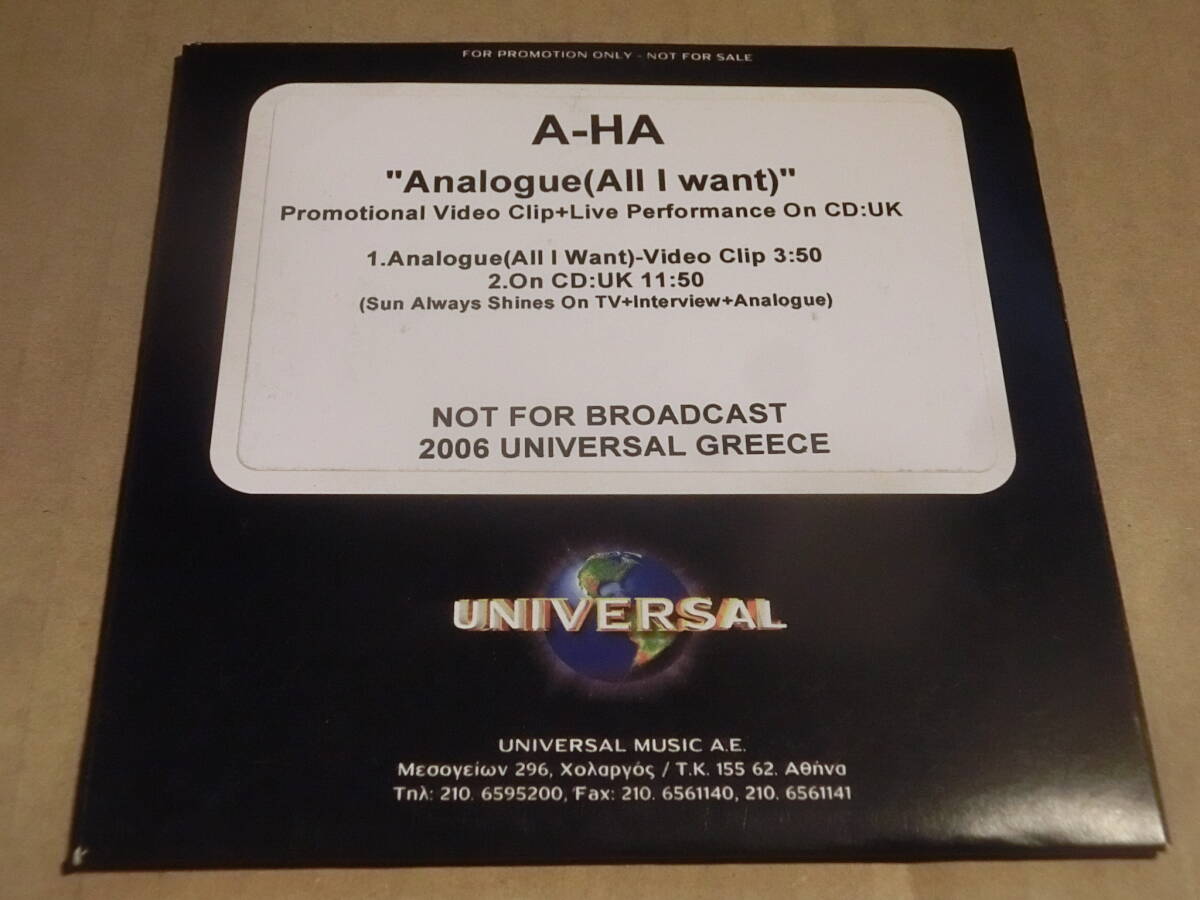 FOR PROMOTION ONLY - NOT FOR SALE
A-HA
"Analogue(All I want)"
Promotional Video Clip+Live Performance On CD:UK
1.Analogue(All I Want)-Video Clip 3:50
2.On CD:UK 11:50
(Sun Always Shines On TV+Interview+Analogue)
NOT FOR BROADCAST
2006 UNIVERSAL GREECE
UNIVERSAL
UNIVERSAL MUSIC A.E.
Μεσογείων 296, Χολαργός / Τ.Κ. 155 62. Αθήνα
Τηλ: 210. 6595200, Fax: 210. 6561140, 210. 6561141